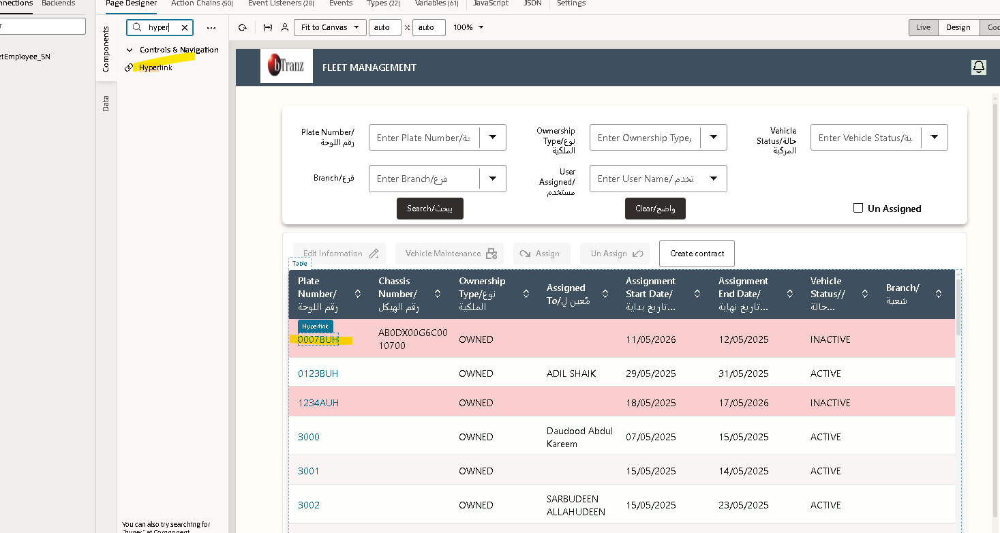 Page Designer
Action Chains (50)
Event Listeners (28)
Events
Types (22)
Variables (61)
JavaScript
JSON
Settings
Backends
hyper
Fit to Canvas
auto
×
auto
100%
Live
Design
Components
Controls & Navigation
Hyperlink
Data
bTranz
FLEET MANAGEMENT
Plate Number/
رقم اللوحة
Enter Plate Number/
Ownership
Type/نوع
الملكية
Enter Ownership Type/
Vehicle
Status/حالة
المركبة
Enter Vehicle Status/
Branch/فرع
Enter Branch/فرع
User
Assigned/
مستخدم
Enter User Name/
Search/يبحث
Clear/واضح
Un Assigned
Edit Information
Vehicle Maintenance
Assign
Un Assign
Create contract
Table
Plate
Number/
رقم اللوحة
Chassis
Number/
رقم الهيكل
Ownership
Type/نوع
الملكية
Assigned
To/مُعين ل
Assignment
Start Date/
تاريخ بداية...
Assignment
End Date/
تاريخ نهاية...
Vehicle
Status//
حالة...
Branch/
شعبة
Hyperlink
0007BUH
AB0DX00G6C00
10700
OWNED
11/05/2026
12/05/2025
INACTIVE
0123BUH
OWNED
ADIL SHAIK
29/05/2025
31/05/2025
ACTIVE
1234AUH
OWNED
18/05/2025
17/05/2026
INACTIVE
3000
OWNED
Daudood Abdul
Kareem
07/05/2025
15/05/2025
ACTIVE
3001
OWNED
15/05/2025
14/05/2025
ACTIVE
3002
OWNED
SARBUDEEN
ALLAHUDEEN
15/05/2025
23/05/2025
ACTIVE
You can also try searching for